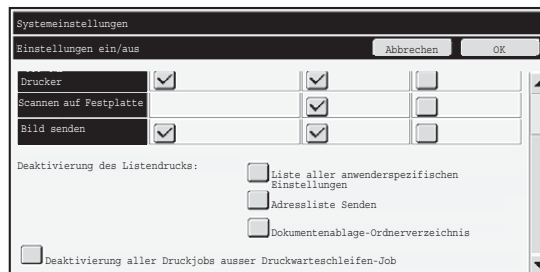 Systemeinstellungen
Einstellungen ein/aus
Abbrechen
OK
Drucker
Scannen auf Festplatte
Bild senden
Deaktivierung des Listendrucks:
Liste aller anwenderspezifischen
Einstellungen
Adressliste Senden
Dokumentenablage-Ordnerverzeichnis
Deaktivierung aller Druckjobs ausser Druckwarteschleifen-Job